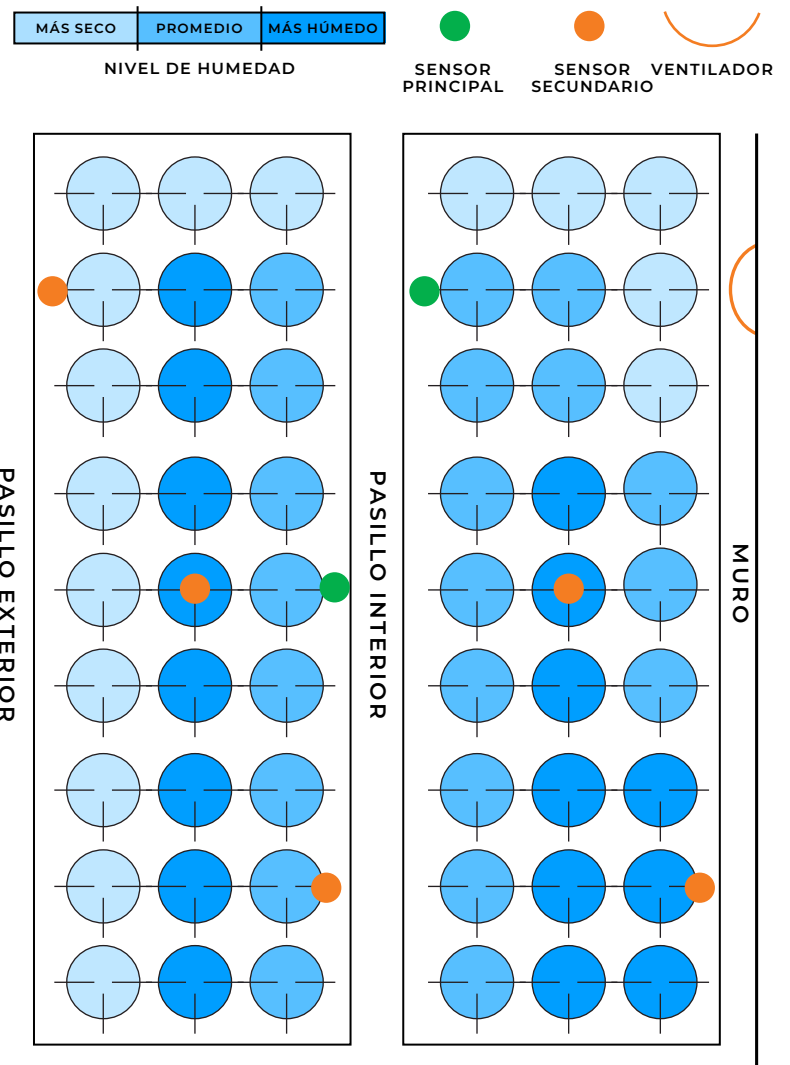 MÁS SECO
PROMEDIO
MÁS HÚMEDO
NIVEL DE HUMEDAD
SENSOR
PRINCIPAL
SENSOR
SECUNDARIO
VENTILADOR
PASILLO EXTERIOR
PASILLO INTERIOR
MURO